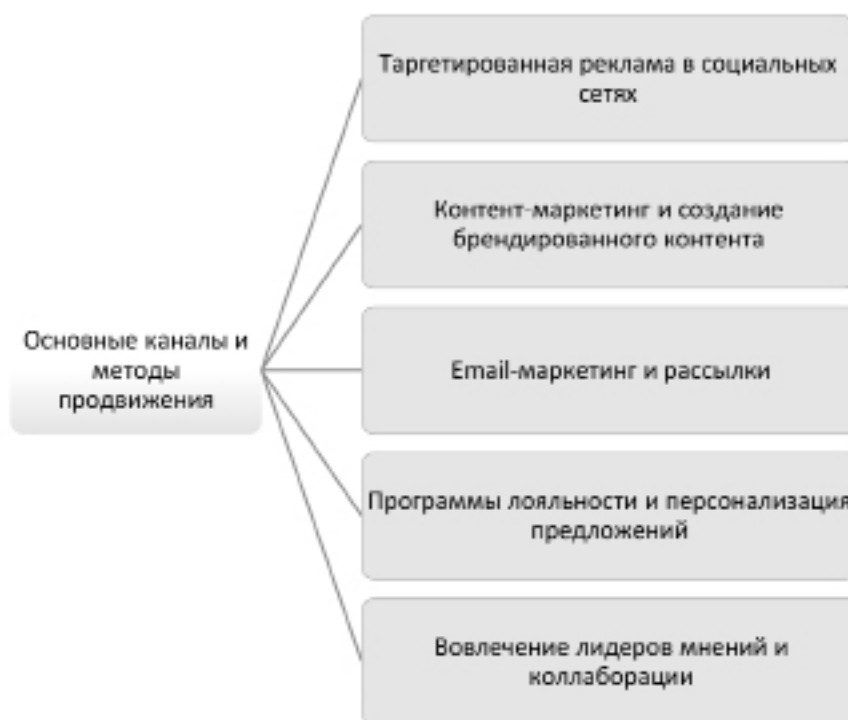 Основные каналы и
методы
продвижения
Таргетированная реклама в социальных
сетях
Контент-маркетинг и создание
брендированного контента
Email-маркетинг и рассылки
Программы лояльности и персонализация
предложений
Вовлечение лидеров мнений и
коллаборации